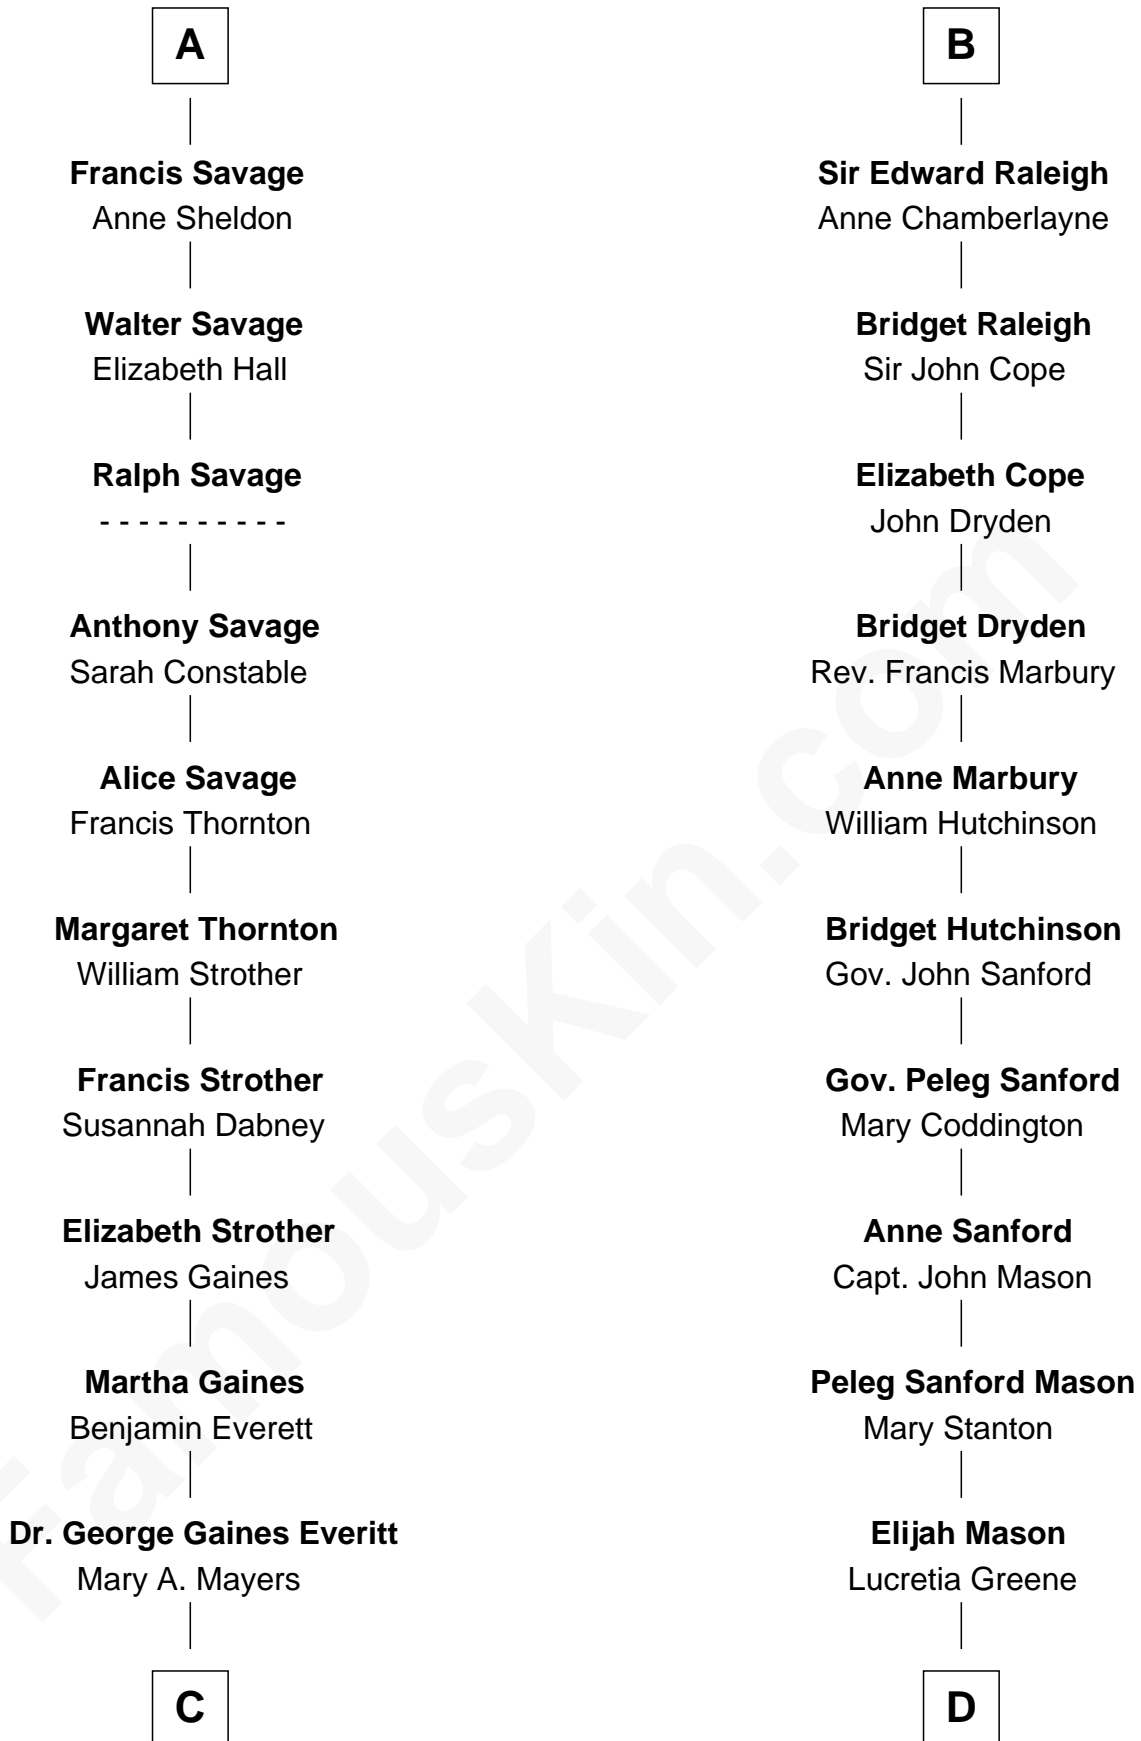 A
Francis Savage
Anne Sheldon
Walter Savage
Elizabeth Hall
Ralph Savage
- - - - - - - - - -
Anthony Savage
Sarah Constable
Alice Savage
Francis Thornton
Margaret Thornton
William Strother
Francis Strother
Susannah Dabney
Elizabeth Strother
James Gaines
Martha Gaines
Benjamin Everett
Dr. George Gaines Everitt
Mary A. Mayers
C
B
Sir Edward Raleigh
Anne Chamberlayne
Bridget Raleigh
Sir John Cope
Elizabeth Cope
John Dryden
Bridget Dryden
Rev. Francis Marbury
Anne Marbury
William Hutchinson
Bridget Hutchinson
Gov. John Sanford
Gov. Peleg Sanford
Mary Coddington
Anne Sanford
Capt. John Mason
Peleg Sanford Mason
Mary Stanton
Elijah Mason
Lucretia Greene
D
FamousKin.com